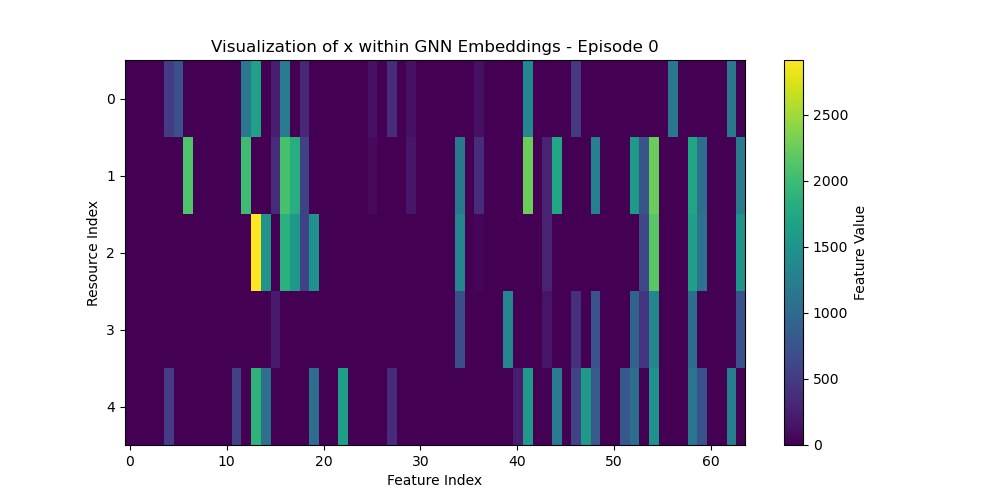 Visualization of x within GNN Embeddings - Episode 0
Resource Index
0
1
2
3
4
0 10 20 30 40 50 60
Feature Index
2500
2000
1500
1000
500
0
Feature Value